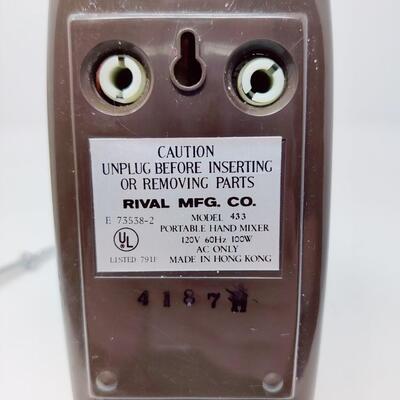 CAUTION
UNPLUG BEFORE INSERTING
OR REMOVING PARTS
RIVAL MFG. CO.
E 73538-2 MODEL 433
PORTABLE HAND MIXER
UL 120V 60Hz 100W
AC ONLY
LISTED 791F MADE IN HONG KONG
4187H